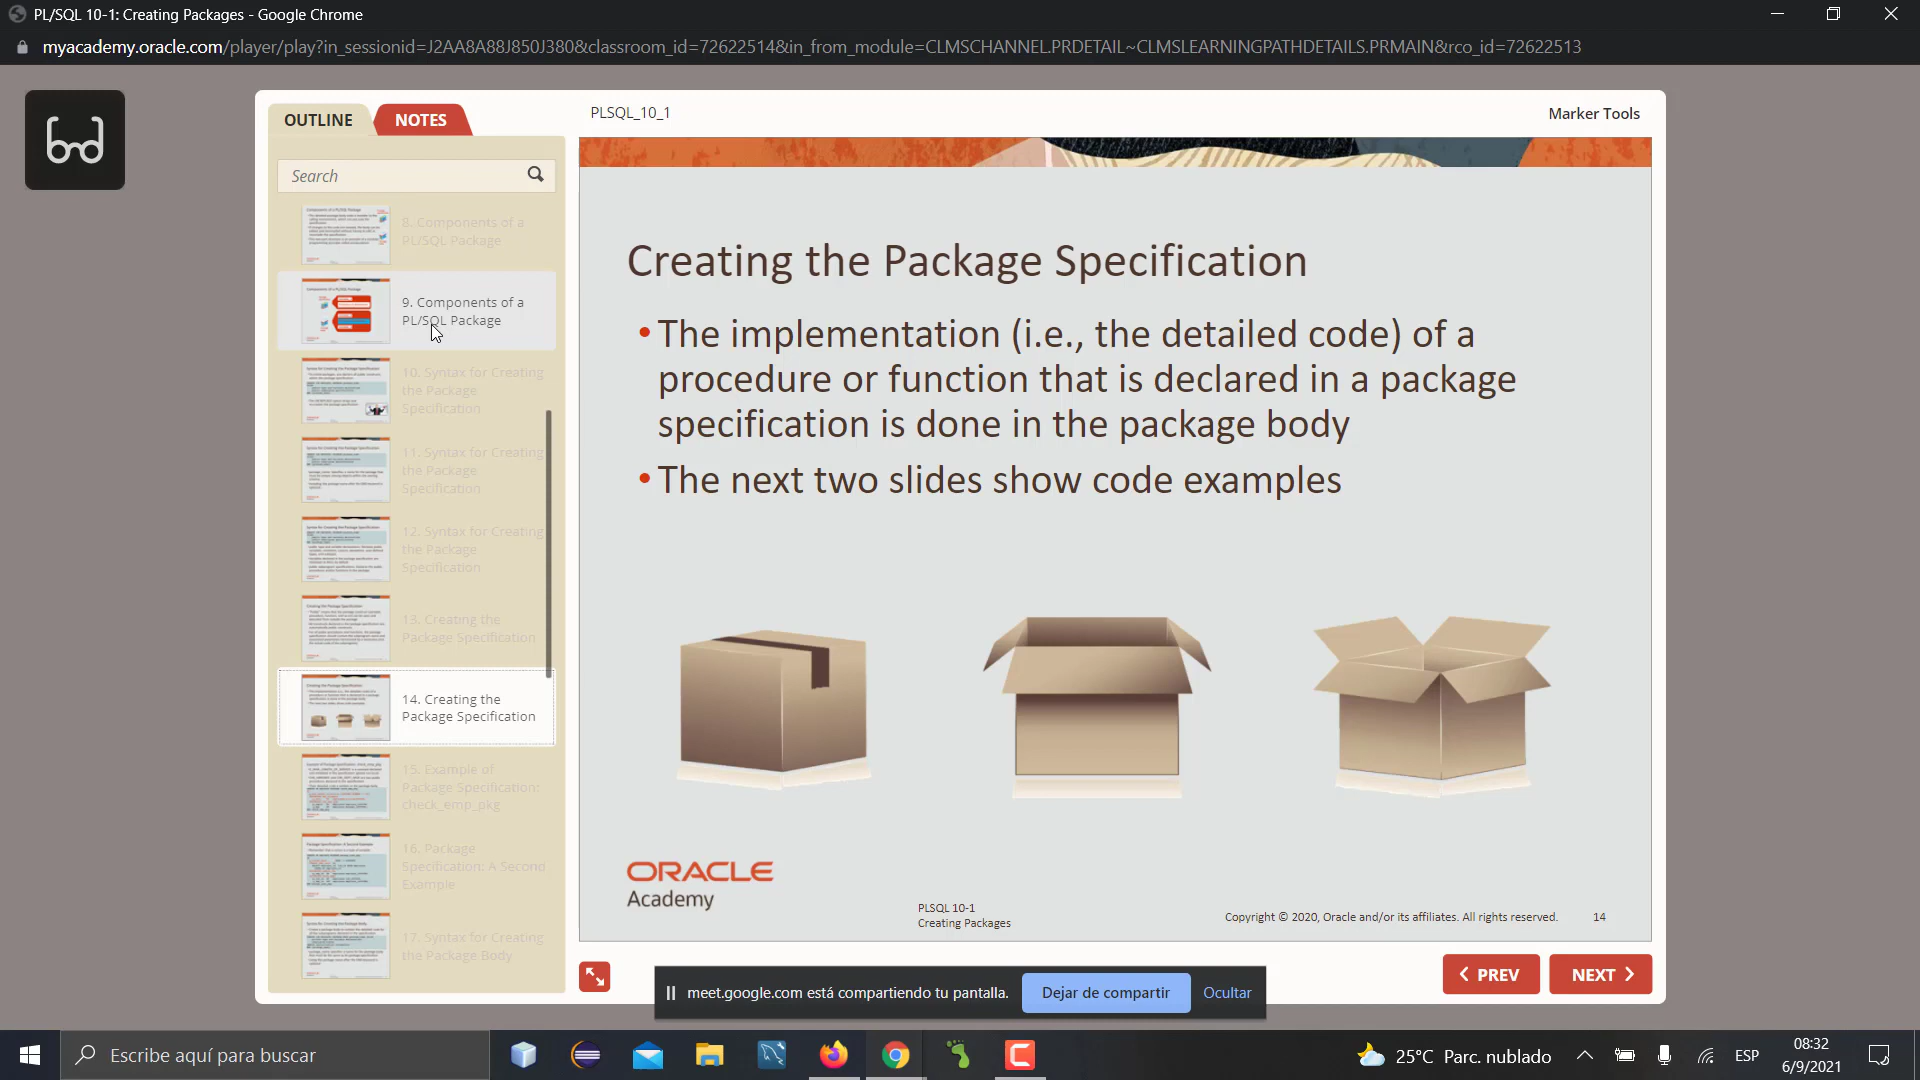 PL/SQL 10-1: Creating Packages - Google Chrome
myacademy.oracle.com/player/play?in_sessionid=J2AA8A88J850J380&classroom_id=72622514&in_from_module=CLMSCHANNEL.PRDETAIL~CLMSLEARNINGPATHDETAILS.PRMAIN&rco_id=72622513
OUTLINE
NOTES
PLSQL_10_1
Marker Tools
Search
8. Components of a
PL/SQL Package
9. Components of a
PL/SQL Package
10. Syntax for Creating
the Package
Specification
11. Syntax for Creating
the Package
Specification
12. Syntax for Creating
the Package
Specification
13. Creating the
Package Specification
14. Creating the
Package Specification
15. Example of
Package Specification:
check_emp_pkg
16. Package
Specification: A Second
Example
17. Syntax for Creating
the Package Body
Creating the Package Specification
• The implementation (i.e., the detailed code) of a
procedure or function that is declared in a package
specification is done in the package body
• The next two slides show code examples
ORACLE
Academy
PLSQL 10-1
Creating Packages
Copyright © 2020, Oracle and/or its affiliates. All rights reserved.
14
PREV
NEXT
meet.google.com está compartiendo tu pantalla.
Dejar de compartir
Ocultar
Escribe aquí para buscar
25°C Parc. nublado
ESP
08:32
6/9/2021